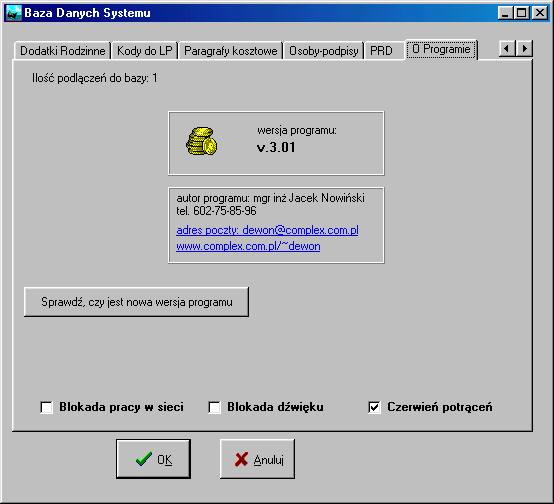 Baza Danych Systemu
Dodatki Rodzinne Kody do LP Paragrafy kosztowe Osoby-podpisy PRD O Programie
Ilość podłączeń do bazy: 1
wersja programu:
v.3.01
autor programu: mgr inż Jacek Nowiński
tel. 602-75-85-96
adres poczty: dewon@complex.com.pl
www.complex.com.pl/~dewon
Sprawdź, czy jest nowa wersja programu
Blokada pracy w sieci Blokada dźwięku Czerwień potrąceń
OK Anuluj